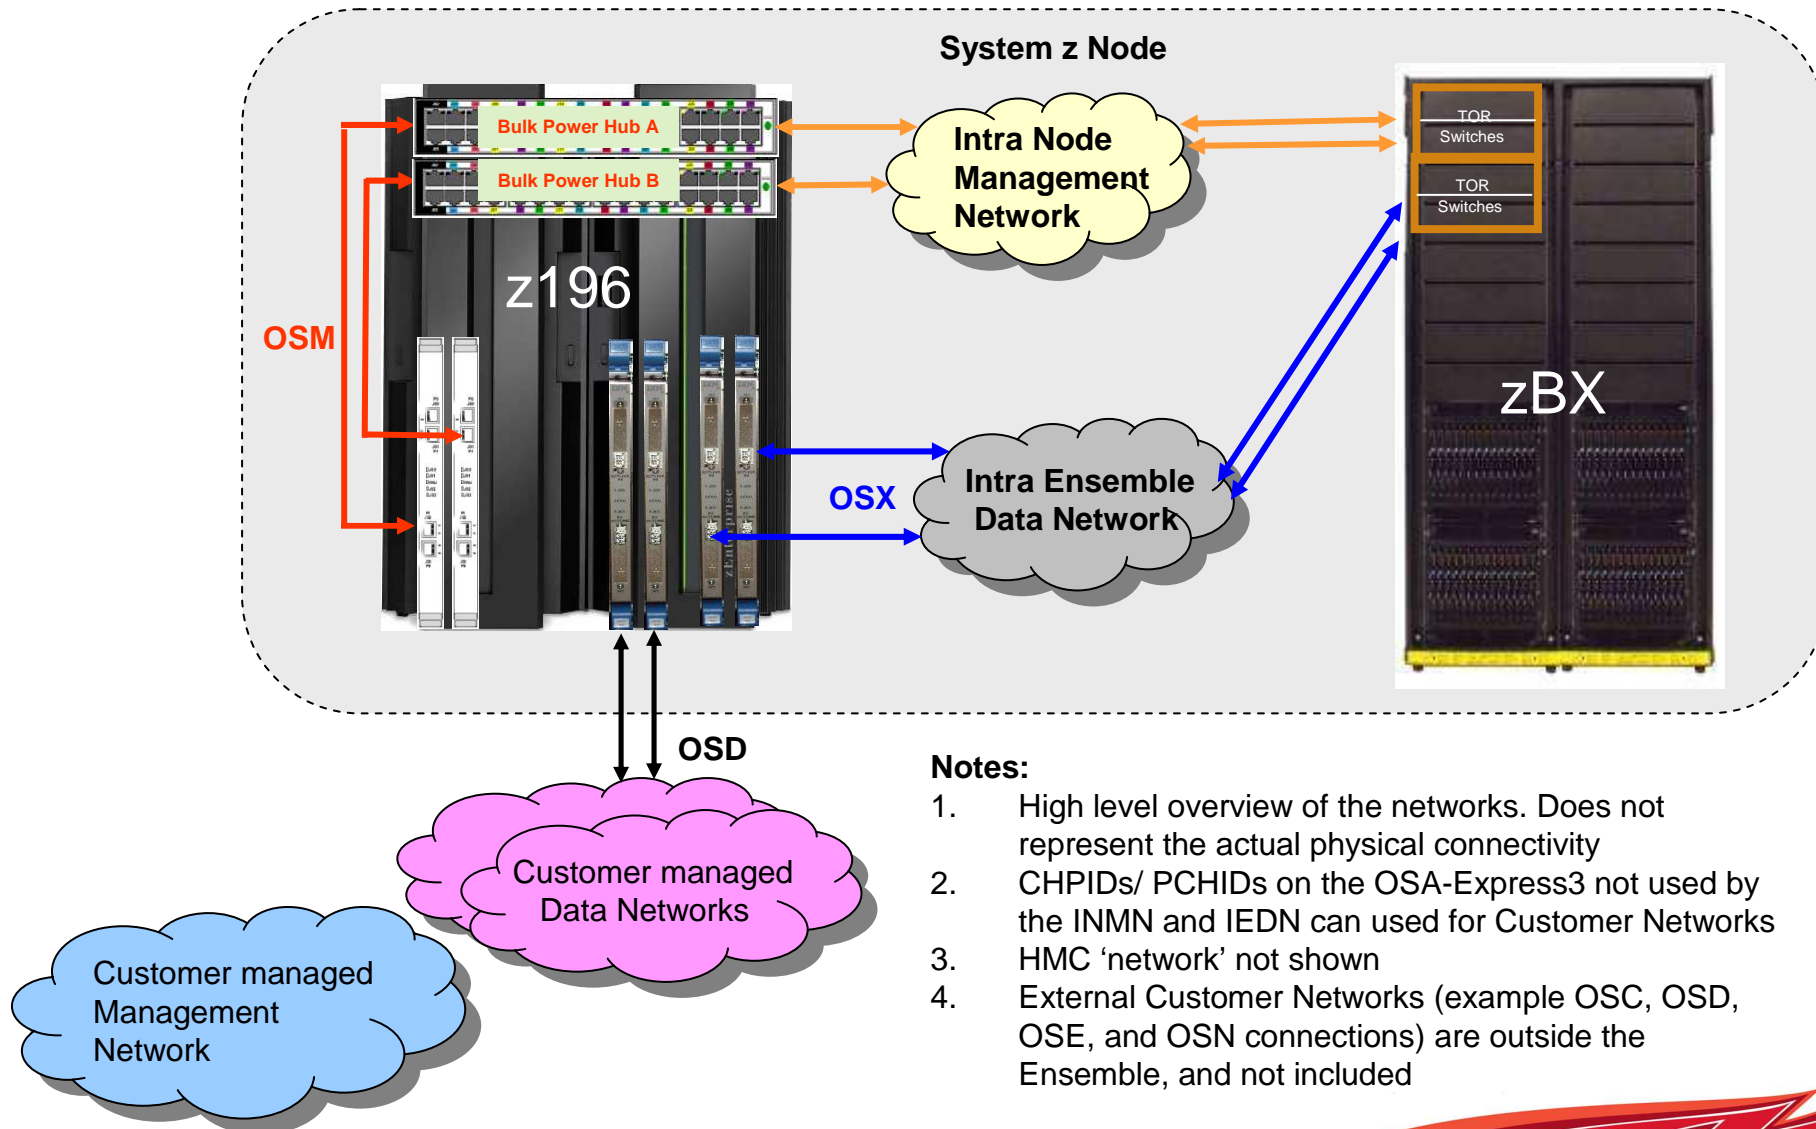 System z Node
Bulk Power Hub A
Bulk Power Hub B
Intra Node
Management
Network
TOR
Switches
TOR
Switches
z196
OSM
zBX
OSX
Intra Ensemble
Data Network
zEnterprise
OSD
Customer managed
Data Networks
Customer managed
Management
Network
Notes:
1. High level overview of the networks. Does not
represent the actual physical connectivity
2. CHPIDs/ PCHIDs on the OSA-Express3 not used by
the INMN and IEDN can used for Customer Networks
3. HMC ‘network’ not shown
4. External Customer Networks (example OSC, OSD,
OSE, and OSN connections) are outside the
Ensemble, and not included